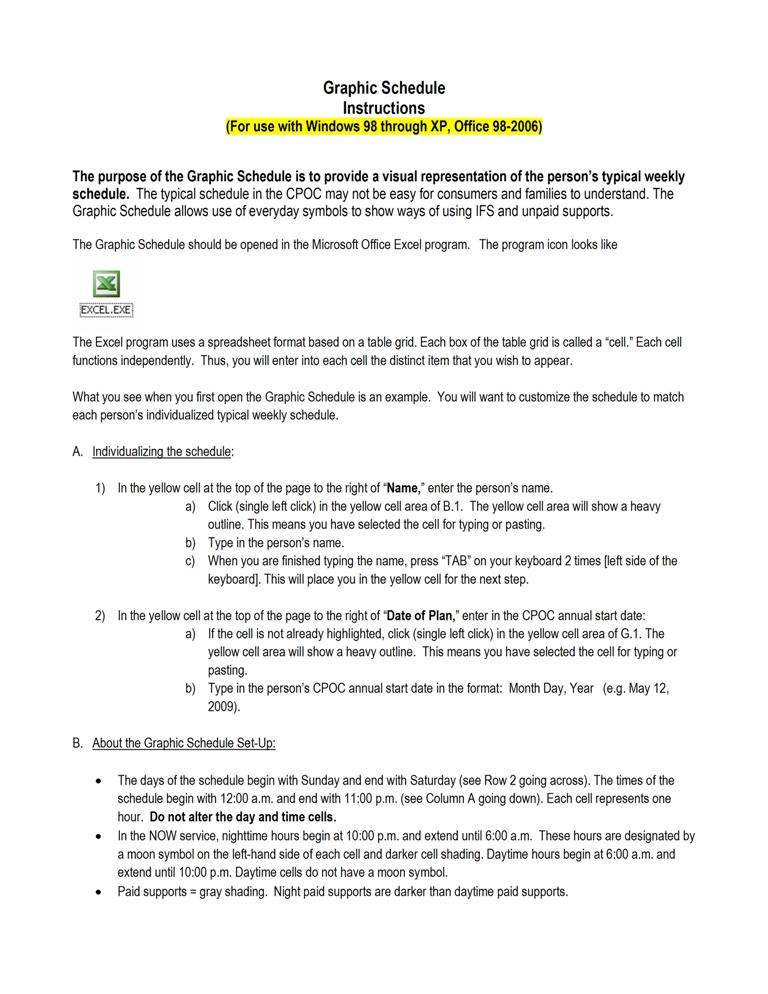 Graphic Schedule
Instructions
(For use with Windows 98 through XP, Office 98-2006)
The purpose of the Graphic Schedule is to provide a visual representation of the person's typical weekly
schedule.  The typical schedule in the CPOC may not be easy for consumers and families to understand. The
Graphic Schedule allows use of everyday symbols to show ways of using IFS and unpaid supports.
The Graphic Schedule should be opened in the Microsoft Office Excel program.   The program icon looks like
EXCEL.EXE
The Excel program uses a spreadsheet format based on a table grid. Each box of the table grid is called a “cell.” Each cell
functions independently.  Thus, you will enter into each cell the distinct item that you wish to appear.
What you see when you first open the Graphic Schedule is an example.  You will want to customize the schedule to match
each person's individualized typical weekly schedule.
A.  Individualizing the schedule:
1)  In the yellow cell at the top of the page to the right of “Name,” enter the person's name.
a)  Click (single left click) in the yellow cell area of B.1.  The yellow cell area will show a heavy
outline. This means you have selected the cell for typing or pasting.
b)  Type in the person's name.
c)  When you are finished typing the name, press “TAB” on your keyboard 2 times [left side of the
keyboard]. This will place you in the yellow cell for the next step.
2)  In the yellow cell at the top of the page to the right of “Date of Plan,” enter in the CPOC annual start date:
a)  If the cell is not already highlighted, click (single left click) in the yellow cell area of G.1. The
yellow cell area will show a heavy outline.  This means you have selected the cell for typing or
pasting.
b)  Type in the person's CPOC annual start date in the format:  Month Day, Year   (e.g. May 12,
2009).
B.  About the Graphic Schedule Set-Up:
•  The days of the schedule begin with Sunday and end with Saturday (see Row 2 going across). The times of the
schedule begin with 12:00 a.m. and end with 11:00 p.m. (see Column A going down). Each cell represents one
hour.  Do not alter the day and time cells.
•  In the NOW service, nighttime hours begin at 10:00 p.m. and extend until 6:00 a.m.  These hours are designated by
a moon symbol on the left-hand side of each cell and darker cell shading. Daytime hours begin at 6:00 a.m. and
extend until 10:00 p.m. Daytime cells do not have a moon symbol.
•  Paid supports = gray shading.  Night paid supports are darker than daytime paid supports.